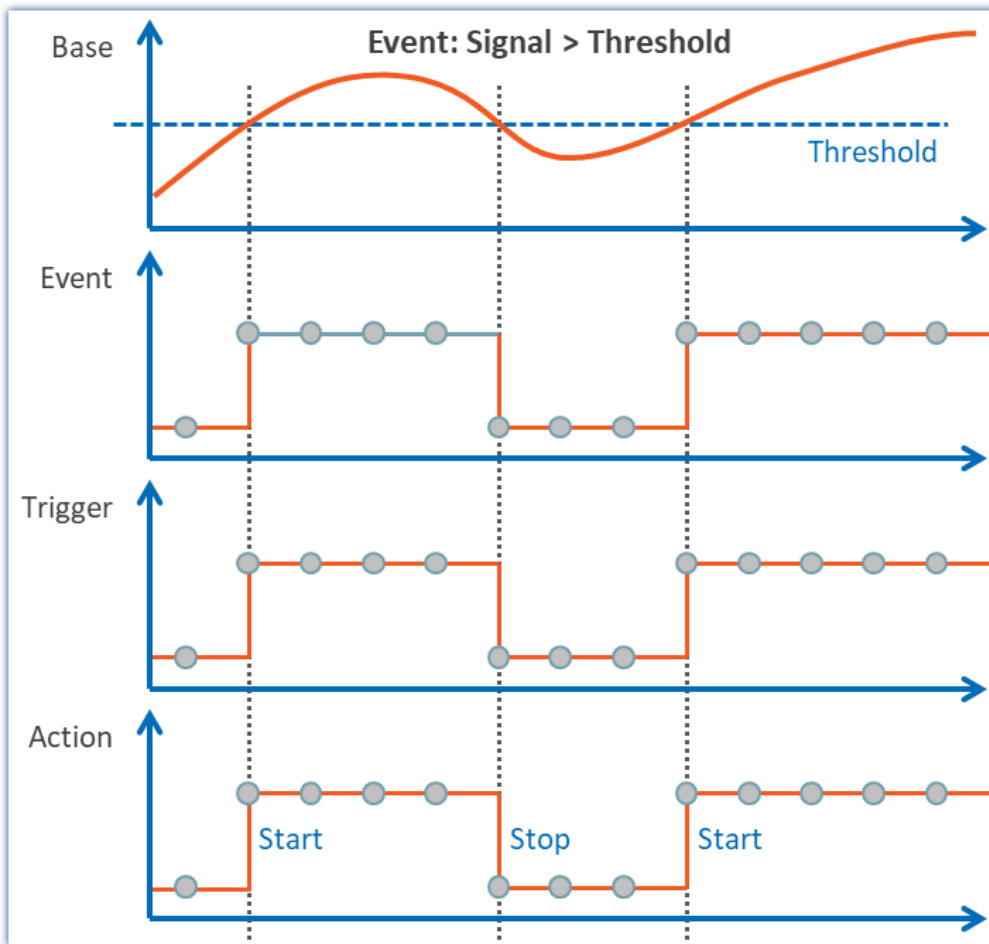 Base
Event: Signal > Threshold
Threshold
Event
Trigger
Action
Start
Stop
Start